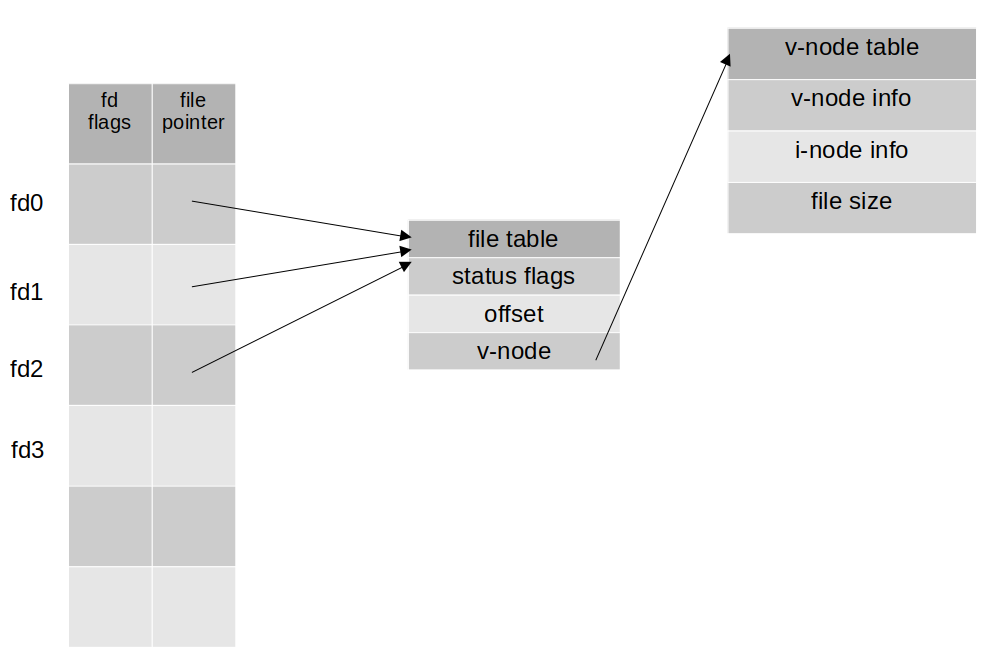 fd
flags
file
pointer
fd0
fd1
fd2
fd3
file table
status flags
offset
v-node
v-node table
v-node info
i-node info
file size